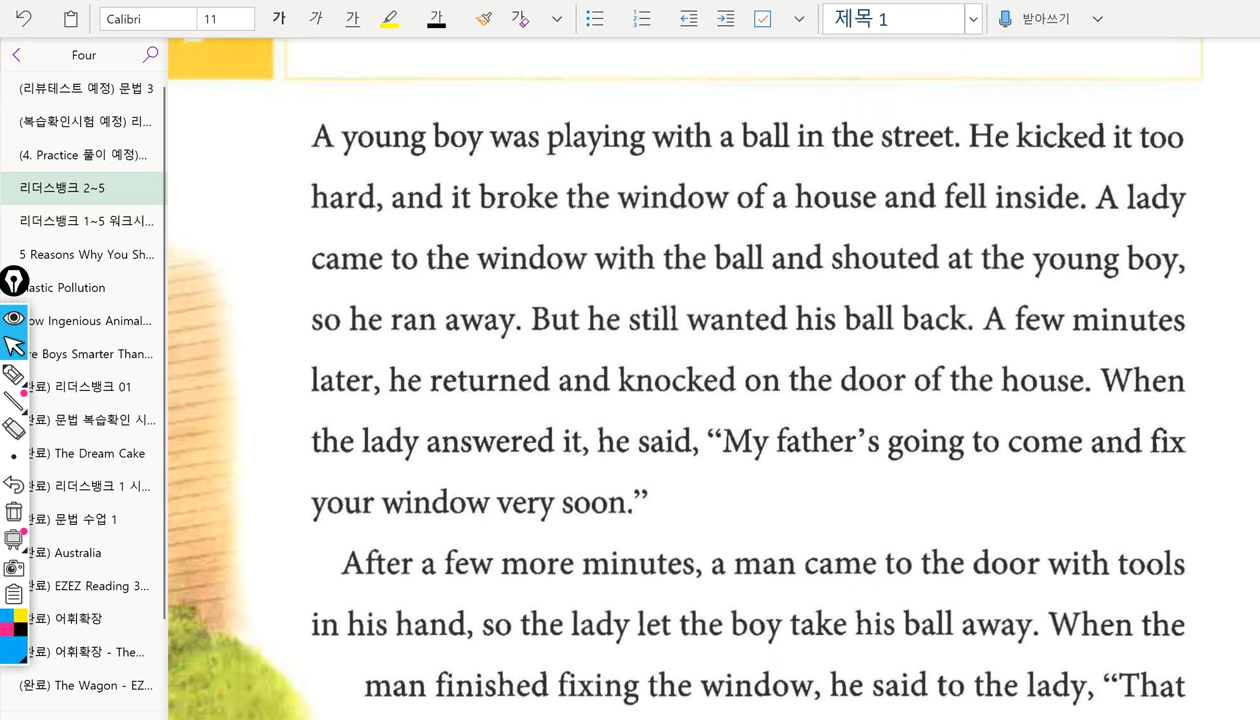 Calibri
11
가
가
가
가
가
제목 1
받아쓰기
Four
(리뷰테스트 예정) 문법 3
(복습확인시험 예정) 리...
(4. Practice 풀이 예정)...
리더스뱅크 2~5
리더스뱅크 1~5 워크시...
5 Reasons Why You Sh...
lastic Pollution
ow Ingenious Animal...
re Boys Smarter Than...
료) 리더스뱅크 01
료) 문법 복습확인 시...
료) The Dream Cake
료) 리더스뱅크 1 시...
료) 문법 수업 1
료) Australia
료) EZEZ Reading 3...
료) 어휘확장
료) 어휘확장 - The...
(완료) The Wagon - EZ...
A young boy was playing with a ball in the street. He kicked it too
hard, and it broke the window of a house and fell inside. A lady
came to the window with the ball and shouted at the young boy,
so he ran away. But he still wanted his ball back. A few minutes
later, he returned and knocked on the door of the house. When
the lady answered it, he said, “My father’s going to come and fix
your window very soon.”
After a few more minutes, a man came to the door with tools
in his hand, so the lady let the boy take his ball away. When the
man finished fixing the window, he said to the lady, “That